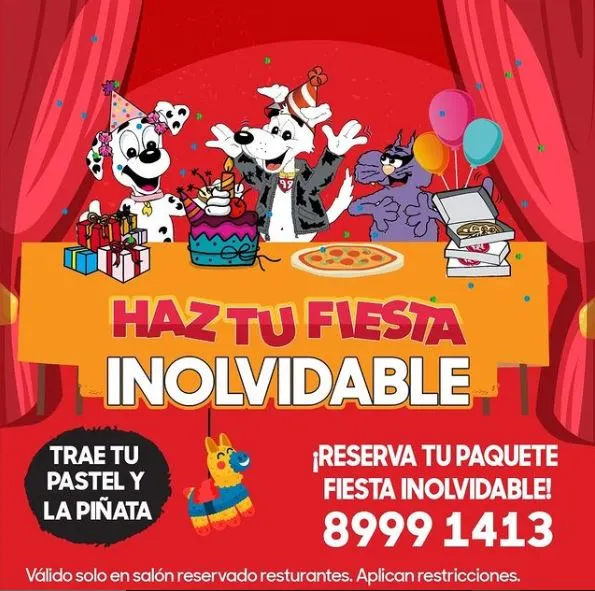 HAZ TU FIESTA
INOLVIDABLE
TRAE TU
PASTEL Y
LA PIÑATA
¡RESERVA TU PAQUETE
FIESTA INOLVIDABLE!
8999 1413
Válido solo en salón reservado resturantes. Aplican restricciones.